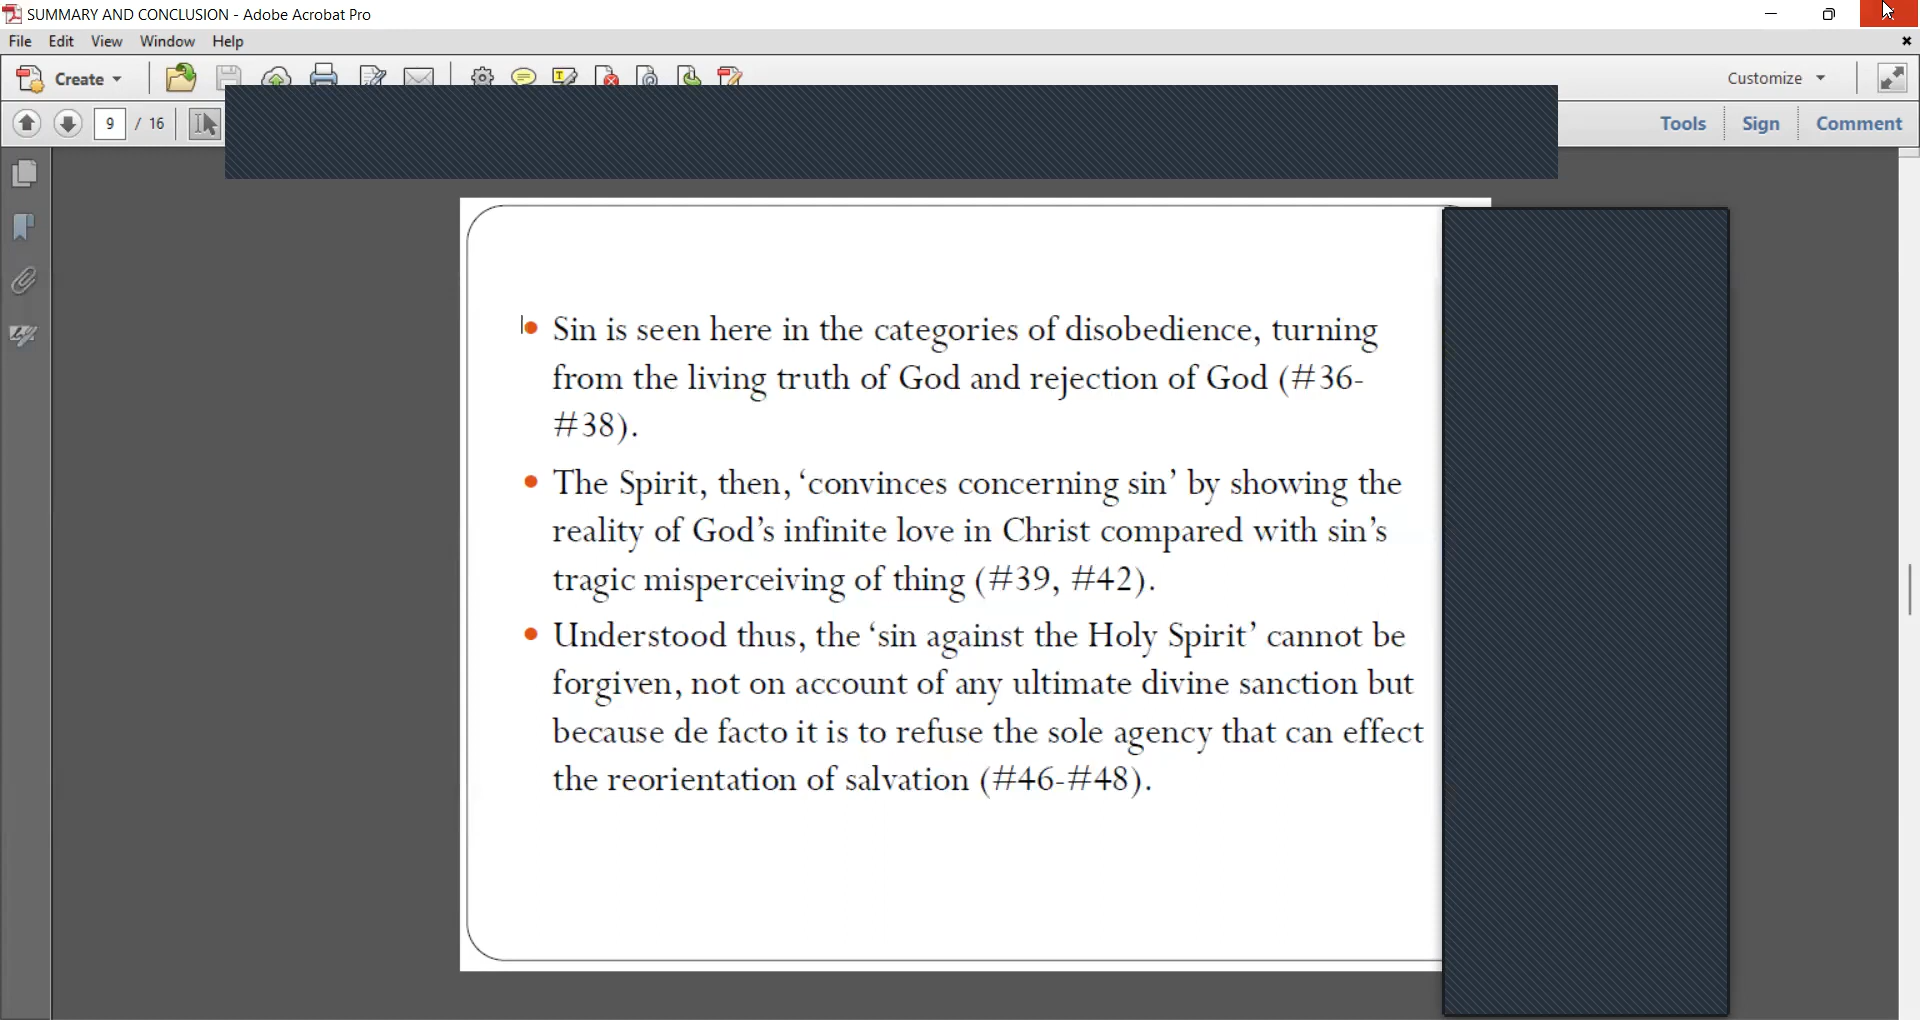 SUMMARY AND CONCLUSION - Adobe Acrobat Pro
File Edit View Window Help
Create Customize
9 / 16 Tools Sign Comment
• Sin is seen here in the categories of disobedience, turning
from the living truth of God and rejection of God (#36-
#38).
• The Spirit, then, ‘convinces concerning sin’ by showing the
reality of God’s infinite love in Christ compared with sin’s
tragic misperceiving of thing (#39, #42).
• Understood thus, the ‘sin against the Holy Spirit’ cannot be
forgiven, not on account of any ultimate divine sanction but
because de facto it is to refuse the sole agency that can effect
the reorientation of salvation (#46-#48).